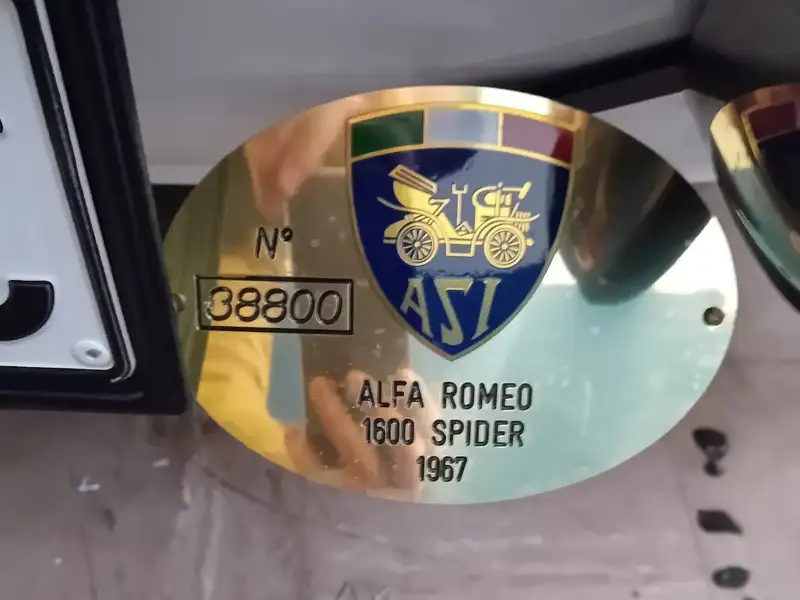 N°
38800
ASI
ALFA ROMEO
1600 SPIDER
1967